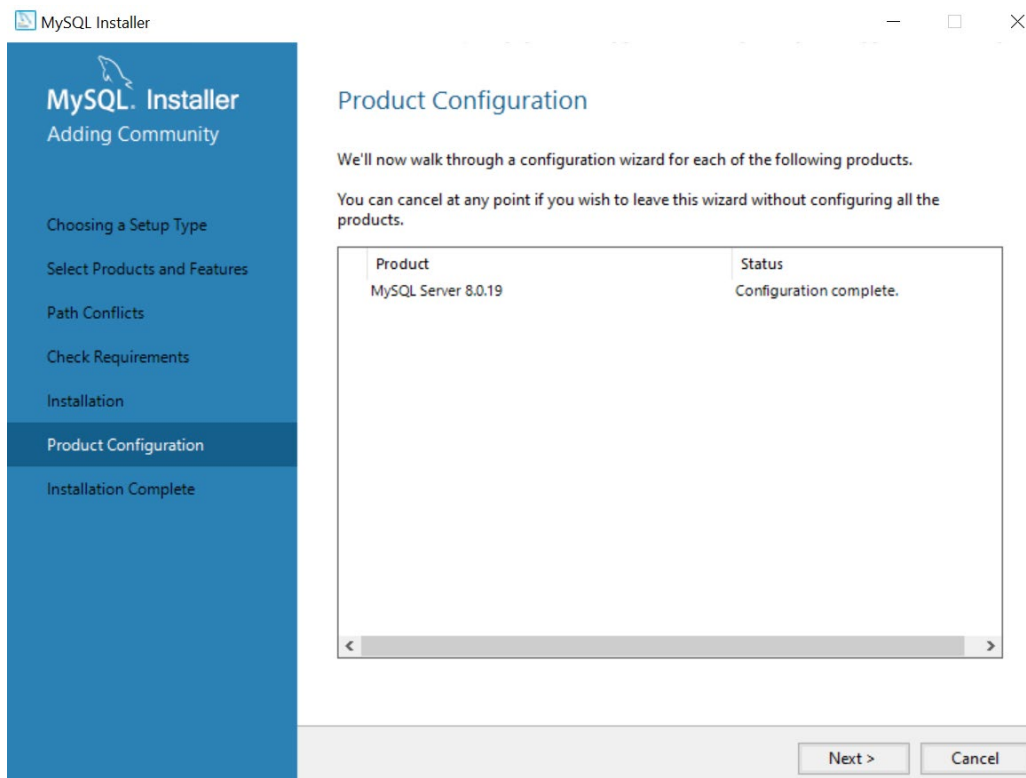 MySQL Installer
MySQL. Installer
Adding Community
Choosing a Setup Type
Select Products and Features
Path Conflicts
Check Requirements
Installation
Product Configuration
Installation Complete
Product Configuration
We'll now walk through a configuration wizard for each of the following products.
You can cancel at any point if you wish to leave this wizard without configuring all the
products.
Product Status
MySQL Server 8.0.19 Configuration complete.
Next > Cancel